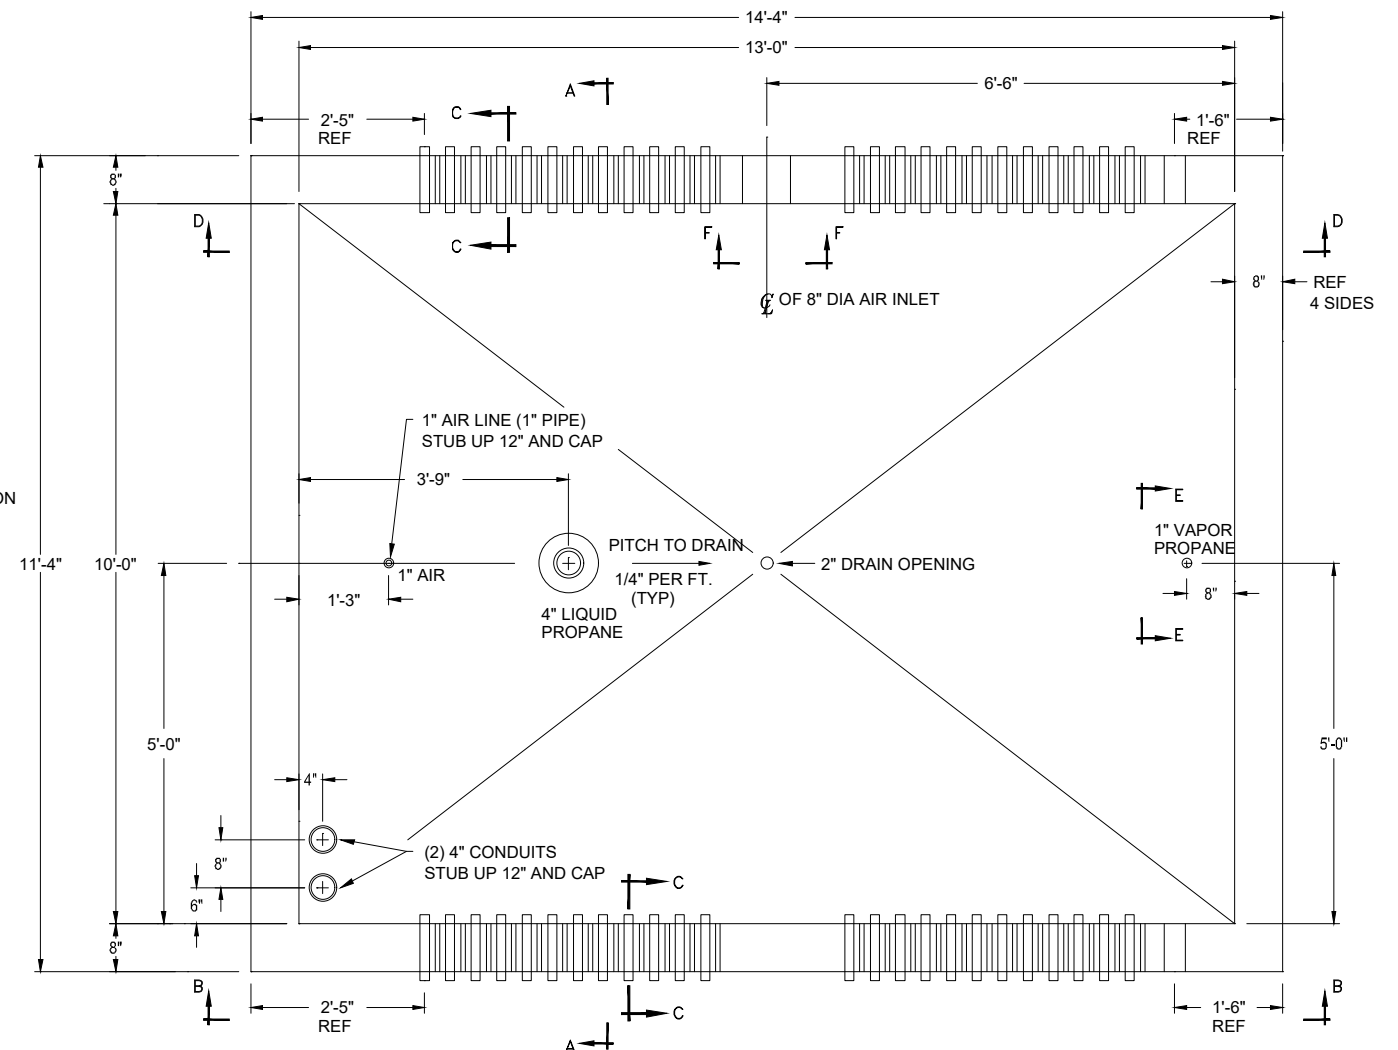 14'-4"
13'-0"
6'-6"
A
C
2'-5"
REF
1'-6"
REF
8"
D
C
F
F
D
8"
REF
4 SIDES
℄ OF 8" DIA AIR INLET
1" AIR LINE (1" PIPE)
STUB UP 12" AND CAP
3'-9"
ON
E
1" VAPOR
PROPANE
11'-4"
10'-0"
1" AIR
PITCH TO DRAIN
1/4" PER FT.
(TYP)
2" DRAIN OPENING
1'-3"
8"
4" LIQUID
PROPANE
E
5'-0"
5'-0"
4"
(2) 4" CONDUITS
STUB UP 12" AND CAP
8"
6"
C
8"
B
2'-5"
REF
C
1'-6"
REF
B
A